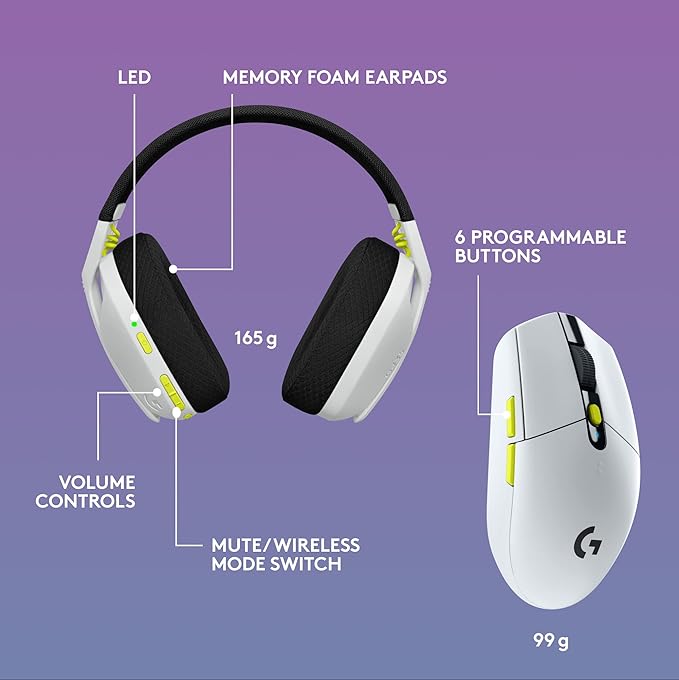 LED
MEMORY FOAM EARPADS
6 PROGRAMMABLE
BUTTONS
165 g
VOLUME
CONTROLS
MUTE/WIRELESS
MODE SWITCH
G
99 g